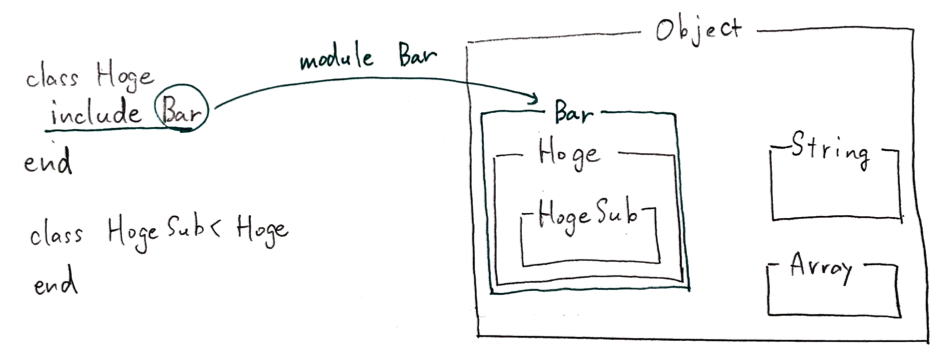 class Hoge
include Bar
end
class HogeSub < Hoge
end
module Bar
Object
Bar
Hoge
HogeSub
String
Array